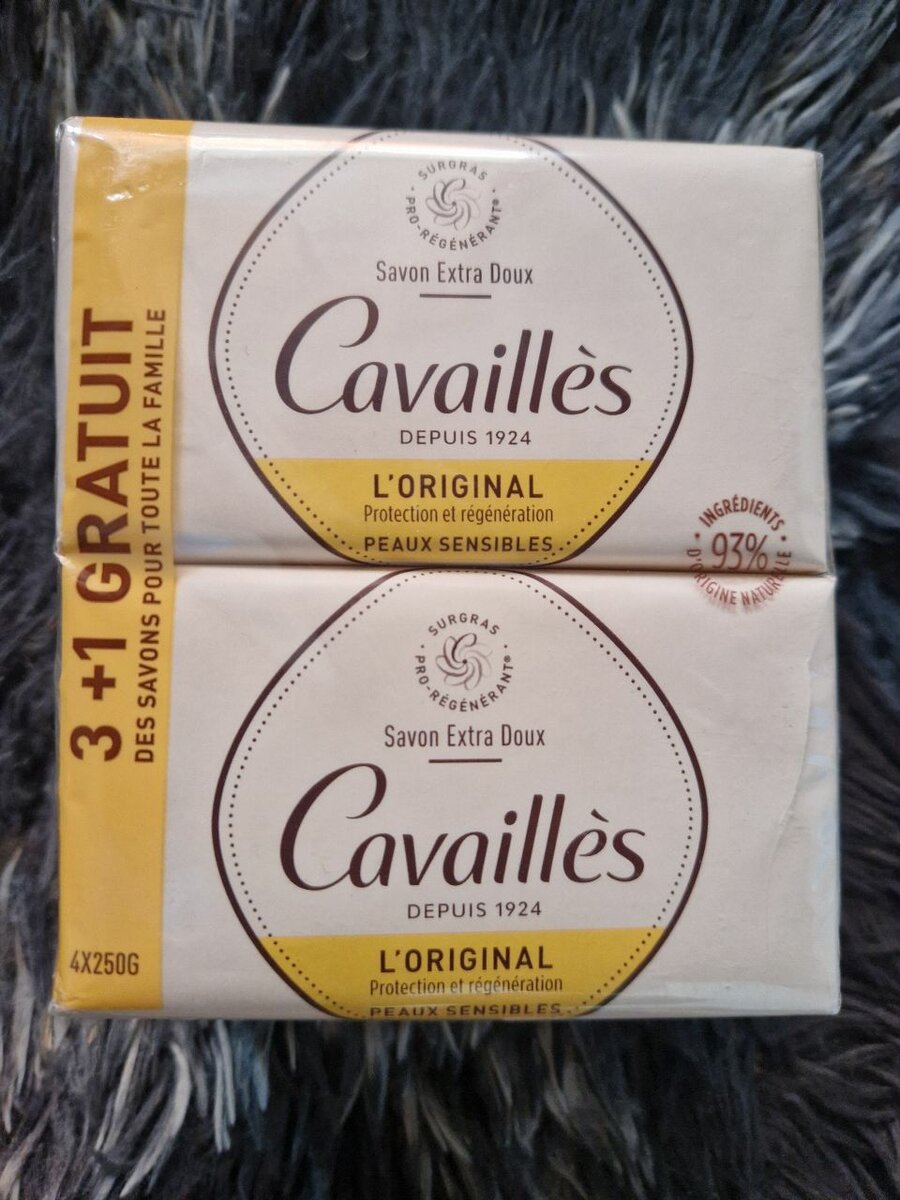 3+1 GRATUIT
DES SAVONS POUR TOUTE LA FAMILLE
4X250G
SURGRAS
PRO-RÉGÉNÉRANT®
Savon Extra Doux
Cavaillès
DEPUIS 1924
L'ORIGINAL
Protection et régénération
PEAUX SENSIBLES
INGRÉDIENTS
93%
D'ORIGINE NATURELLE
SURGRAS
PRO-RÉGÉNÉRANT®
Savon Extra Doux
Cavaillès
DEPUIS 1924
L'ORIGINAL
Protection et régénération
PEAUX SENSIBLES